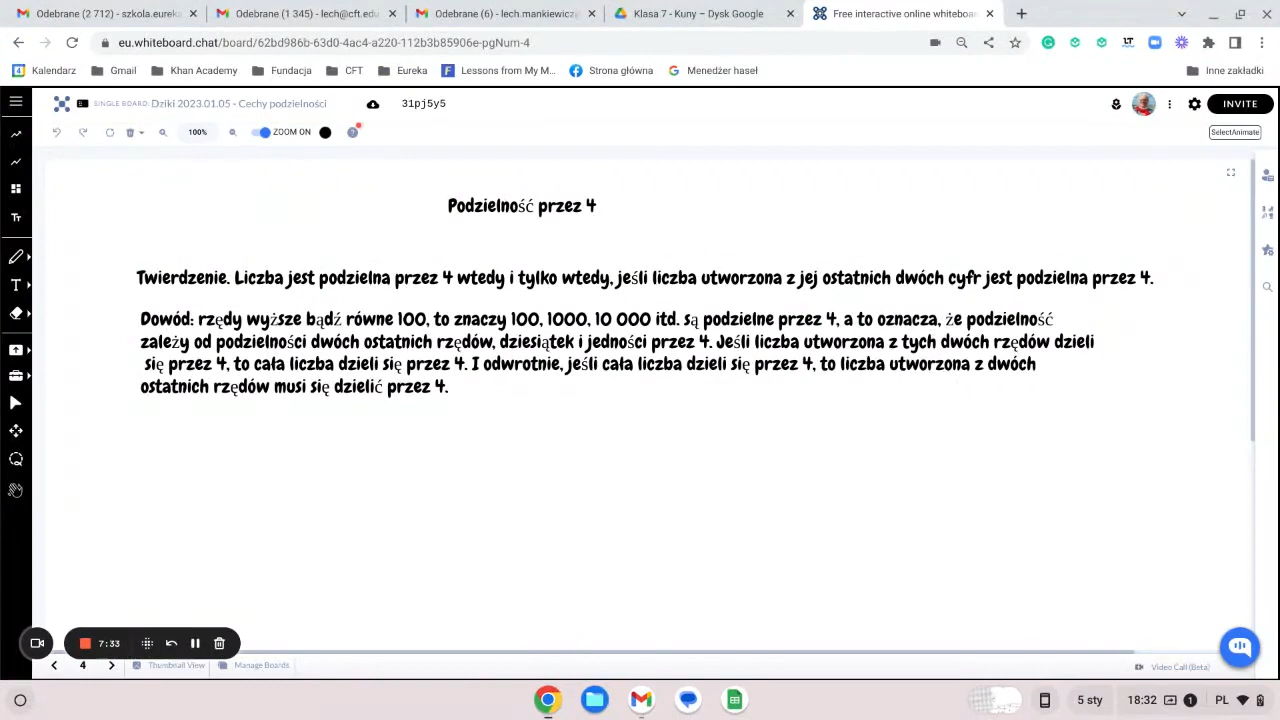 Odebrane (2 712) - szkola.eureka
Odebrane (1 345) - lech@cft.edu
Odebrane (6) - lech.mankiewicz
Klasa 7 - Kuny – Dysk Google
Free interactive online whiteboa
eu.whiteboard.chat/board/62bd986b-63d0-4ac4-a220-112b3b85906e-pgNum-4
Kalendarz Gmail Khan Academy Fundacja CFT Eureka Lessons from My M... Strona główna Menedżer haseł Inne zakładki
SINGLE BOARD: Dziki 2023.01.05 - Cechy podzielności 31pj5y5 INVITE
100% ZOOM ON SelectAnimate
Podzielność przez 4
Twierdzenie. Liczba jest podzielna przez 4 wtedy i tylko wtedy, jeśli liczba utworzona z jej ostatnich dwóch cyfr jest podzielna przez 4.
Dowód: rzędy wyższe bądź równe 100, to znaczy 100, 1000, 10 000 itd. są podzielne przez 4, a to oznacza, że podzielność
zależy od podzielności dwóch ostatnich rzędów, dziesiątek i jedności przez 4. Jeśli liczba utworzona z tych dwóch rzędów dzieli
się przez 4, to cała liczba dzieli się przez 4. I odwrotnie, jeśli cała liczba dzieli się przez 4, to liczba utworzona z dwóch
ostatnich rzędów musi się dzielić przez 4.
7:33
4 Thumbnail View Manage Boards Video Call (Beta)
5 sty 18:32 1 PL